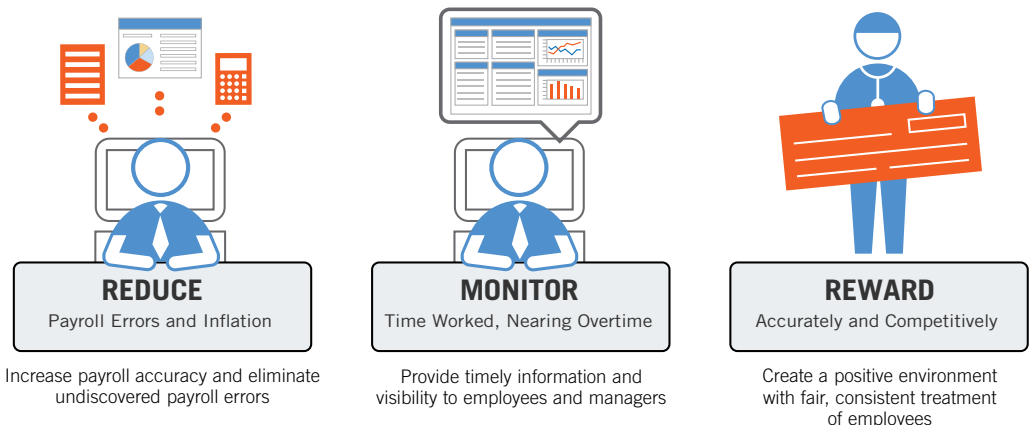 REDUCE
Payroll Errors and Inflation
Increase payroll accuracy and eliminate
undiscovered payroll errors
MONITOR
Time Worked, Nearing Overtime
Provide timely information and
visibility to employees and managers
REWARD
Accurately and Competitively
Create a positive environment
with fair, consistent treatment
of employees